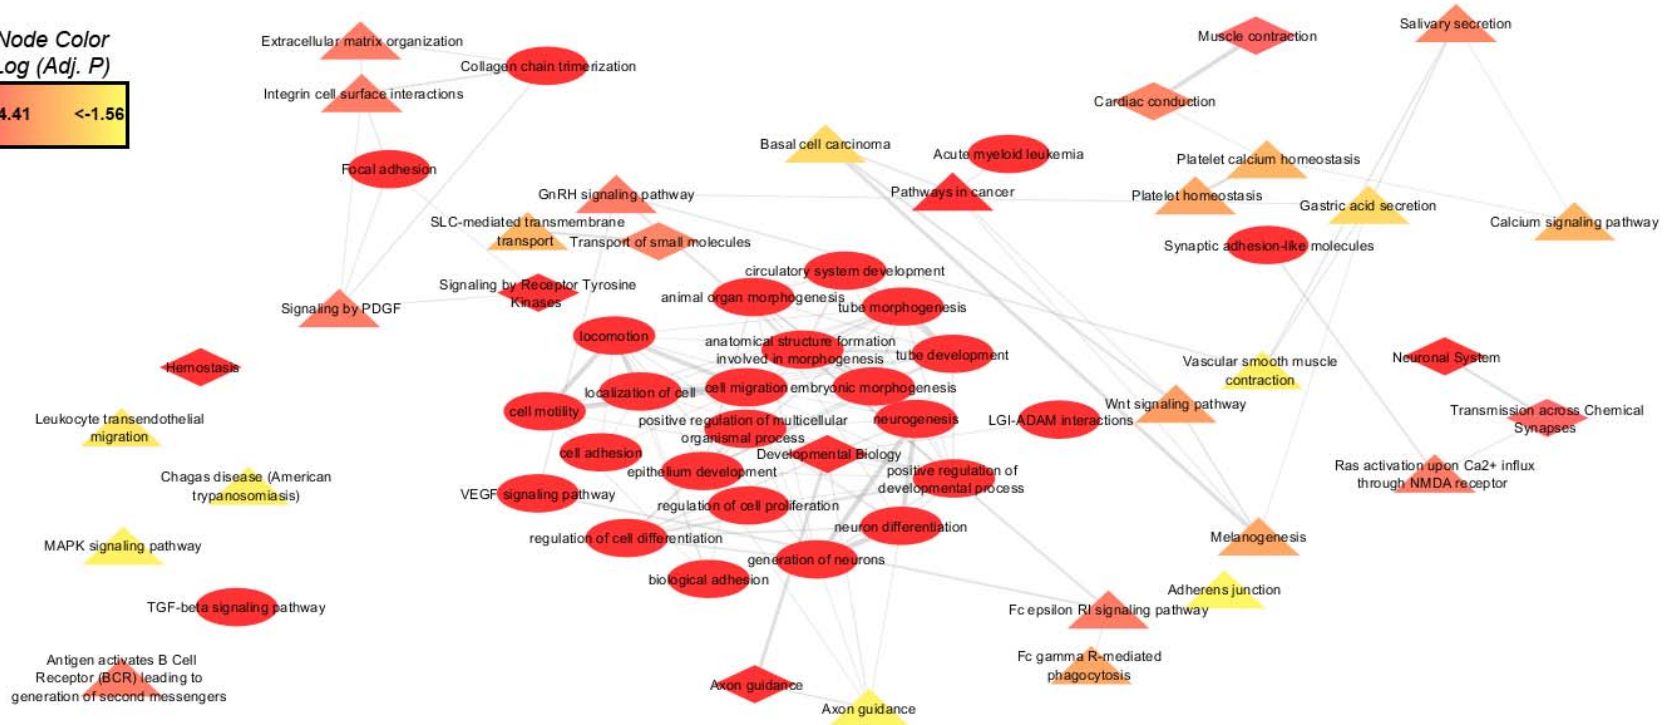 Node Color
Log (Adj. P)
4.41
<-1.56
Extracellular matrix organization
Collagen chain trimerization
Integrin cell surface interactions
Focal adhesion
GnRH signaling pathway
SLC-mediated transmembrane
transport
Transport of small molecules
Signaling by Receptor Tyrosine
Kinases
Signaling by PDGF
Hemostasis
Leukocyte transendothelial
migration
Chagas disease (American
trypanosomiasis)
MAPK signaling pathway
TGF-beta signaling pathway
Antigen activates B Cell
Receptor (BCR) leading to
generation of second messengers
Basal cell carcinoma
Acute myeloid leukemia
Pathways in cancer
circulatory system development
animal organ morphogenesis
tube morphogenesis
locomotion
anatomical structure formation
involved in morphogenesis
tube development
localization of cell
cell migration
embryonic morphogenesis
cell motility
positive regulation of multicellular
organismal process
neurogenesis
LGI-ADAM interactions
cell adhesion
Developmental Biology
epithelium development
positive regulation of
developmental process
VEGF signaling pathway
regulation of cell proliferation
neuron differentiation
regulation of cell differentiation
generation of neurons
biological adhesion
Axon guidance
Axon guidance
Muscle contraction
Salivary secretion
Cardiac conduction
Platelet calcium homeostasis
Platelet homeostasis
Gastric acid secretion
Calcium signaling pathway
Synaptic adhesion-like molecules
Vascular smooth muscle
contraction
Neuronal System
Wnt signaling pathway
Transmission across Chemical
Synapses
Ras activation upon Ca2+ influx
through NMDA receptor
Melanogenesis
Adherens junction
Fc epsilon RI signaling pathway
Fc gamma R-mediated
phagocytosis